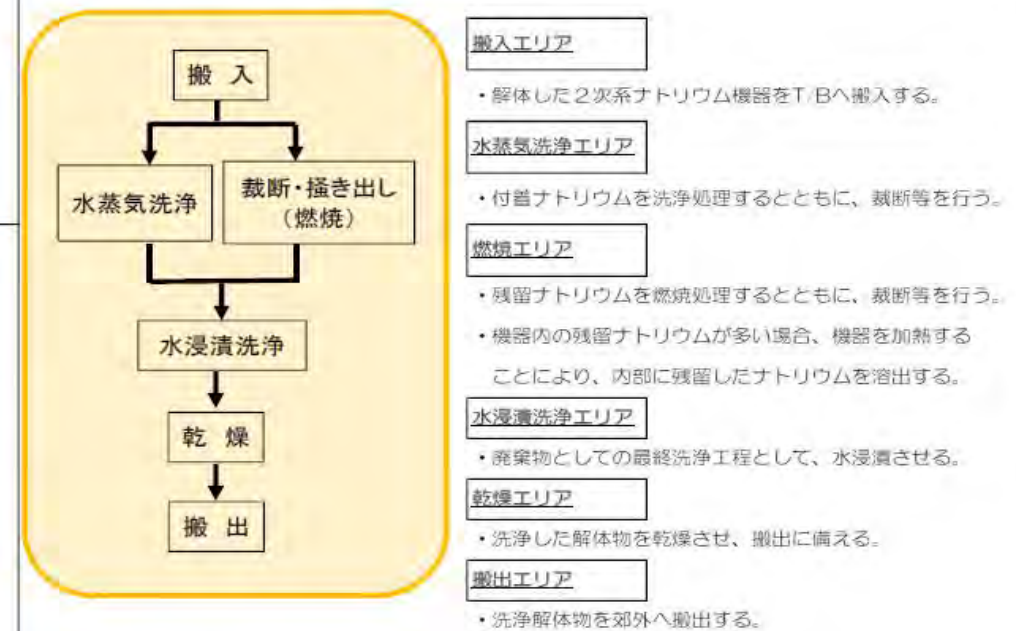 搬 入
水蒸気洗浄
裁断・掻き出し
(燃焼)
水浸漬洗浄
乾 燥
搬 出
搬入エリア
・解体した2次系ナトリウム機器をT/Bへ搬入する。
水蒸気洗浄エリア
・付着ナトリウムを洗浄処理するとともに、裁断等を行う。
燃焼エリア
・残留ナトリウムを燃焼処理するとともに、裁断等を行う。
・機器内の残留ナトリウムが多い場合、機器を加熱する
ことにより、内部に残留したナトリウムを溶出する。
水浸漬洗浄エリア
・廃棄物としての最終洗浄工程として、水浸漬させる。
乾燥エリア
・洗浄した解体物を乾燥させ、搬出に備える。
搬出エリア
・洗浄解体物を郊外へ搬出する。